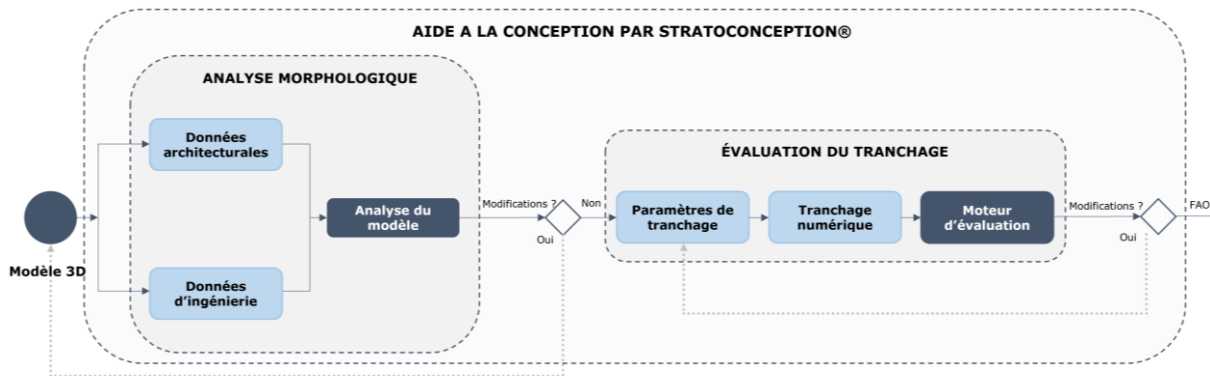 AIDE A LA CONCEPTION PAR STRATOCONCEPTION®
ANALYSE MORPHOLOGIQUE
Données
architecturales
Modèle 3D
Données
d'ingénierie
Analyse du
modèle
Modifications ?
Non
Oui
ÉVALUATION DU TRANCHAGE
Paramètres de
tranchage
Tranchage
numérique
Moteur
d'évaluation
Modifications ?
FAO
Oui